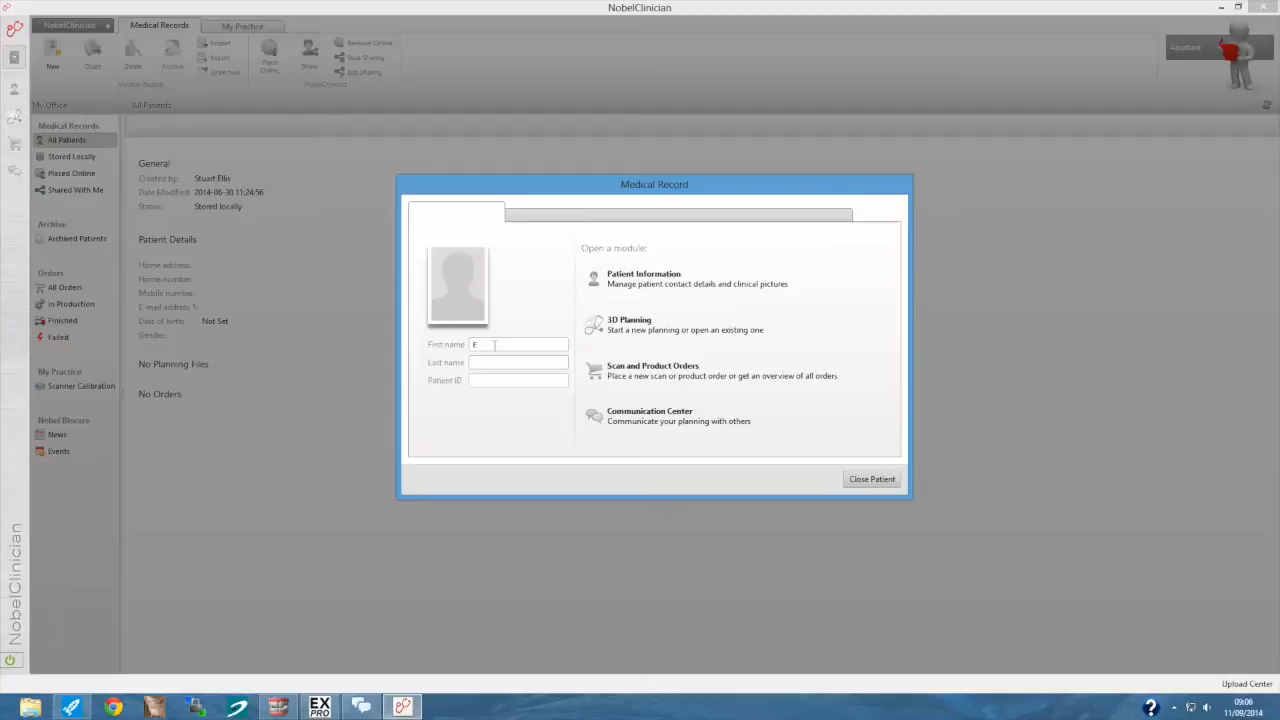 NobelClinician
NobelClinician
Medical Records
My Practice
New
Open
Delete
Archive
Import
Export
Unarchive
Place
Online
Share
Remove Online
Stop Sharing
Edit Sharing
Medical Record
NobelConnect
Assistant
My Office
All Patients
Medical Records
All Patients
Stored Locally
Placed Online
Shared With Me
Archive
Archived Patients
Orders
All Orders
In Production
Finished
Failed
My Practice
Scanner Calibration
Nobel Biocare
News
Events
NobelClinician
General
Created by: Stuart Ellis
Date Modified: 2014-06-30 11:24:56
Status: Stored locally
Patient Details
Home address:
Home number:
Mobile number:
E-mail address 1:
Date of birth: Not Set
Gender:
No Planning Files
No Orders
Medical Record
First name E
Last name
Patient ID
Open a module:
Patient Information
Manage patient contact details and clinical pictures
3D Planning
Start a new planning or open an existing one
Scan and Product Orders
Place a new scan or product order or get an overview of all orders
Communication Center
Communicate your planning with others
Close Patient
Upload Center
EX
PRO
09:06
11/09/2014